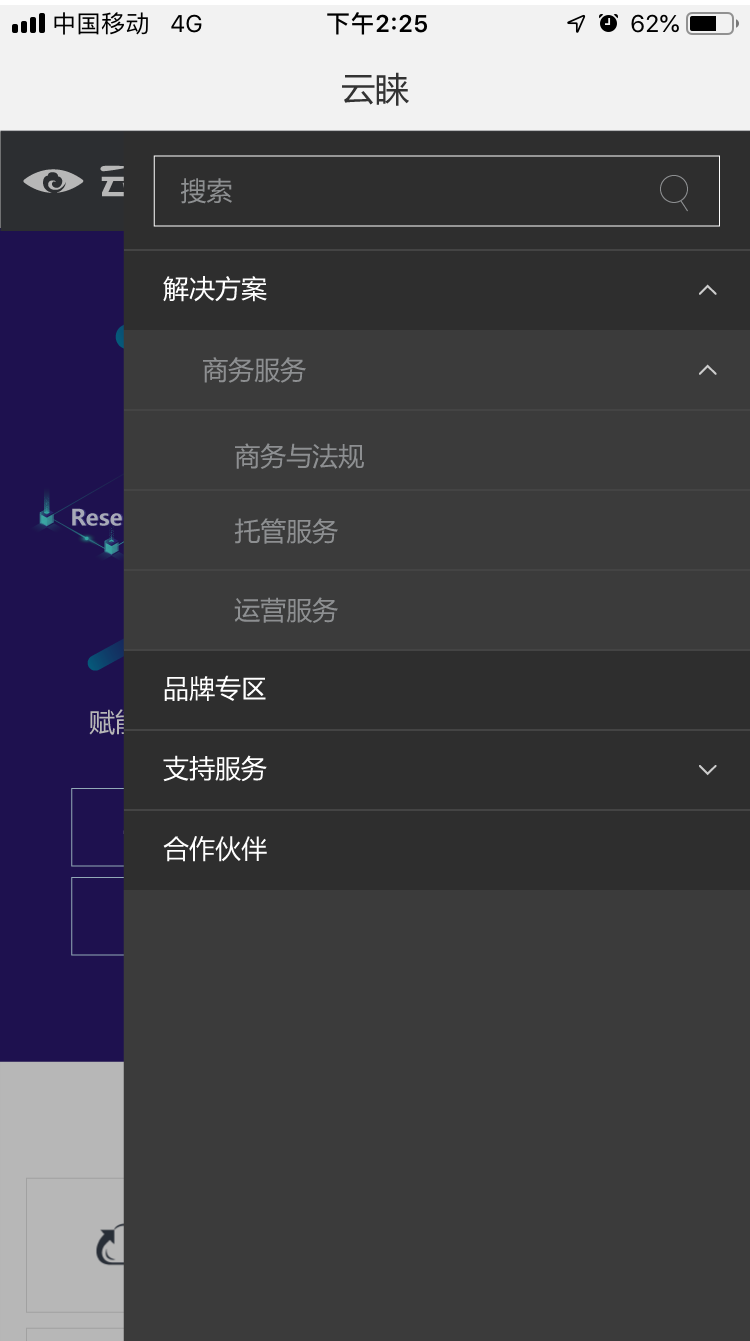 中国移动 4G 下午2:25 62%
云睐
云
搜索
解决方案
商务服务
商务与法规
Rese
托管服务
运营服务
品牌专区
赋能
支持服务
合作伙伴